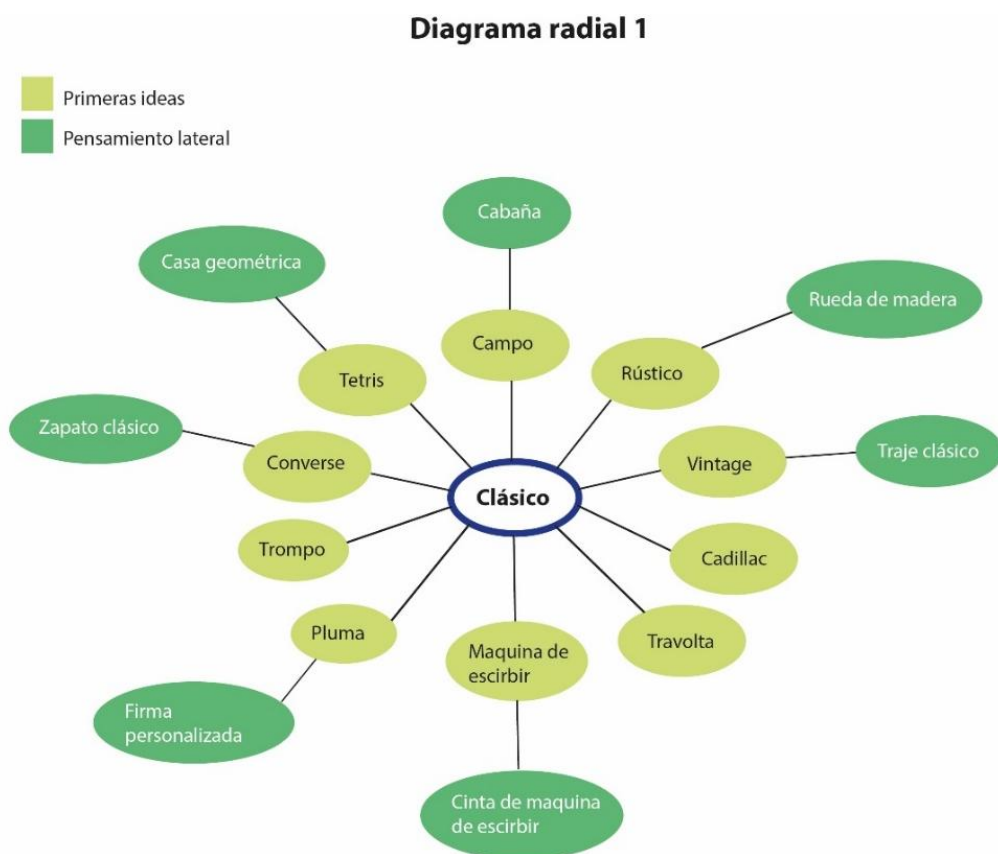 Diagrama radial 1
Primeras ideas
Pensamiento lateral
Cabaña
Casa geométrica
Rueda de madera
Campo
Rústico
Tetris
Zapato clásico
Traje clásico
Converse
Vintage
Clásico
Trompo
Cadillac
Pluma
Travolta
Maquina de
escirbir
Firma
personalizada
Cinta de maquina
de escirbir